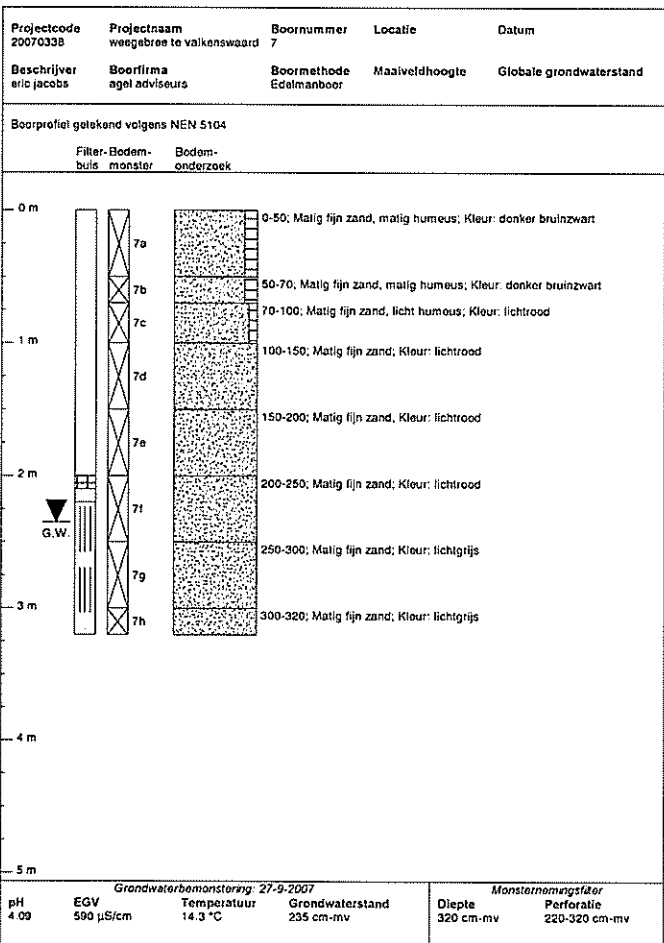 Projectcode Projectnaam Boornummer Locatie Datum
20070338 weegebree te valkenswaard 7
Beschrijver Boorfirma Boormethode Maaiveldhoogte Globale grondwaterstand
eric jacobs agel adviseurs Edelmanboor
Boorprofiel getekend volgens NEN 5104
Filter- Bodem- Bodem-
buis monster onderzoek
0 m
0-50; Matig fijn zand, matig humeus; Kleur: donker bruinzwart
7a
50-70; Matig fijn zand, matig humeus; Kleur: donker bruinzwart
7b
70-100; Matig fijn zand, licht humeus; Kleur: lichtrood
7c
1 m
100-150; Matig fijn zand; Kleur: lichtrood
7d
150-200; Matig fijn zand; Kleur: lichtrood
7e
2 m
200-250; Matig fijn zand; Kleur: lichtrood
7f
G.W.
250-300; Matig fijn zand; Kleur: lichtgrijs
7g
3 m
300-320; Matig fijn zand; Kleur: lichtgrijs
7h
4 m
5 m
Grondwaterbemonstering: 27-9-2007 Monsternemingsfilter
pH EGV Temperatuur Grondwaterstand Diepte Perforatie
4.09 590 µS/cm 14.3 °C 235 cm-mv 320 cm-mv 220-320 cm-mv